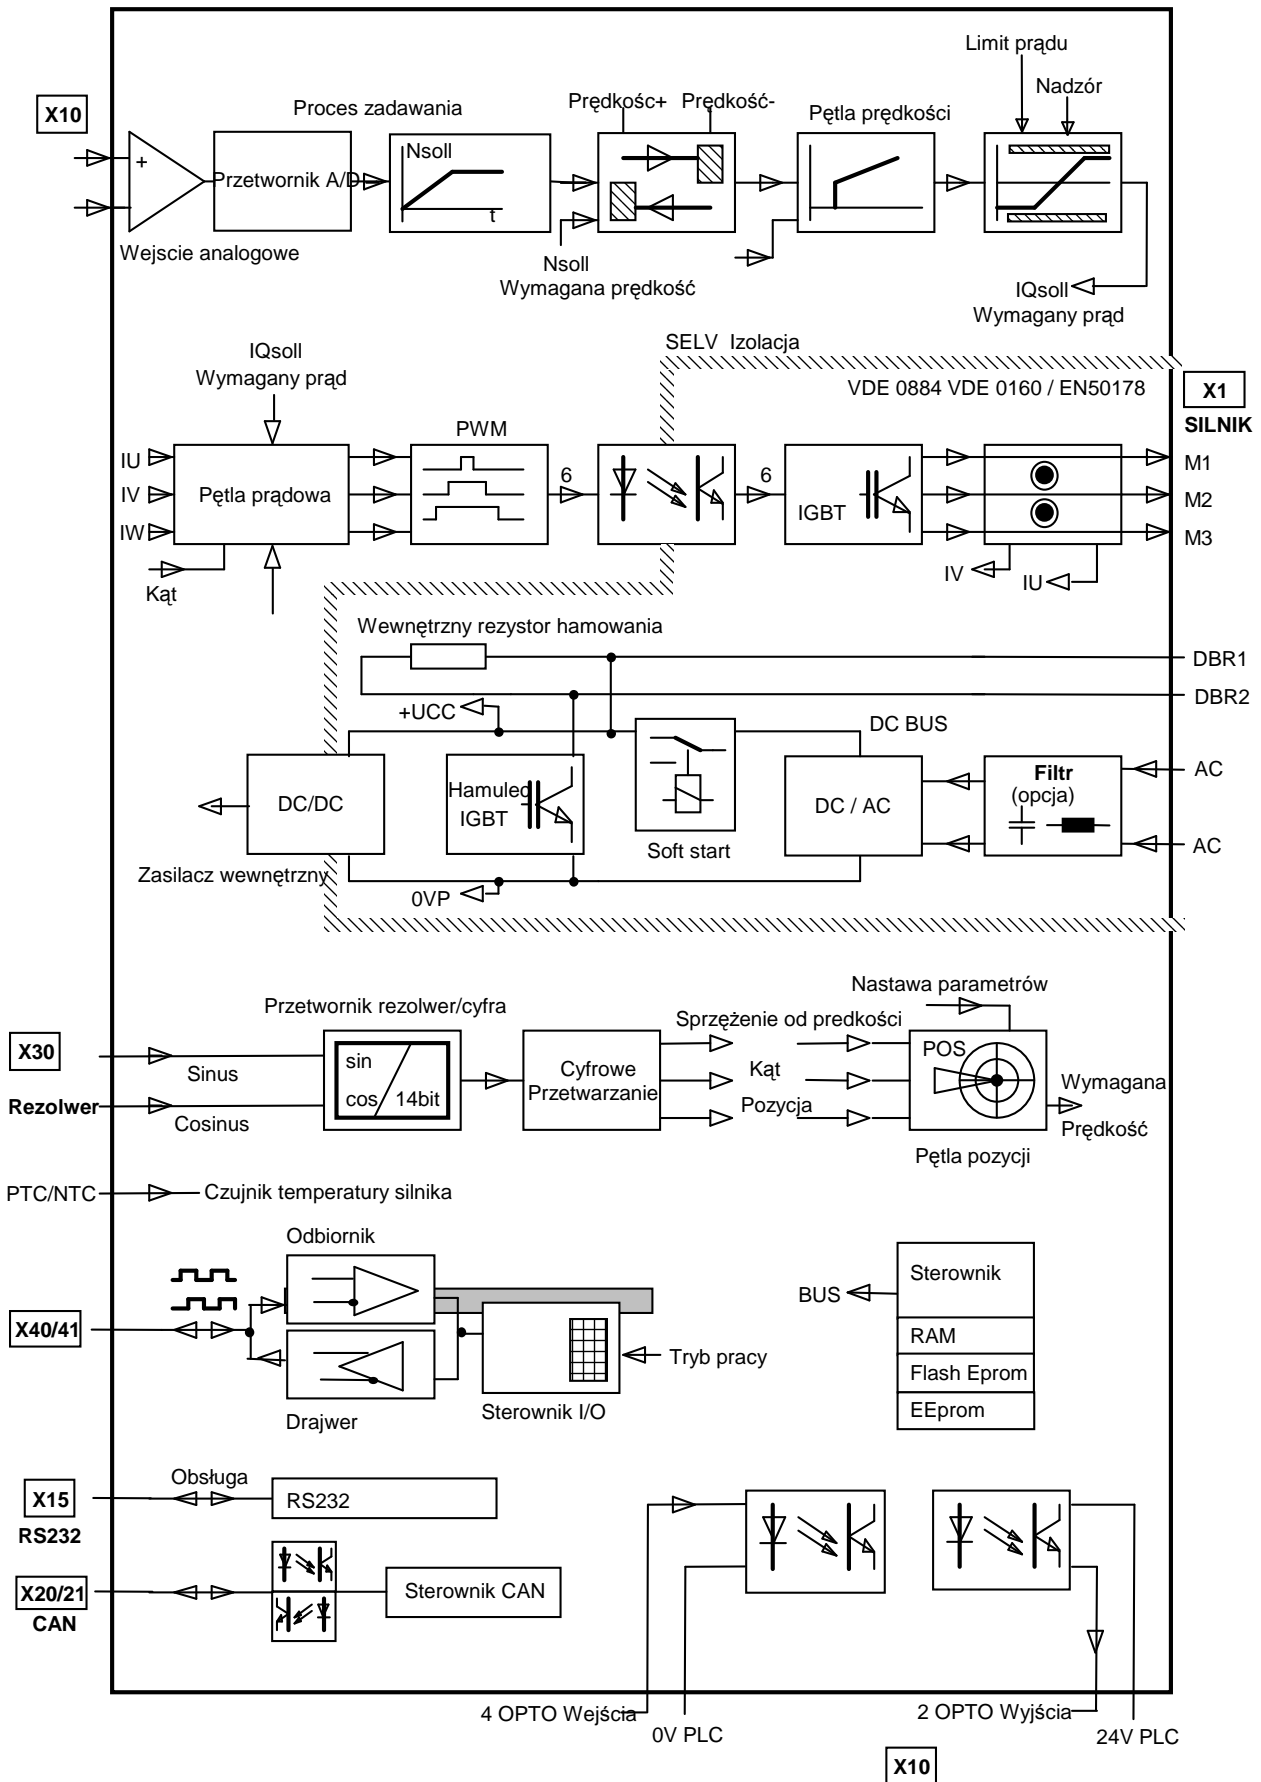 Limit prądu
Nadzór
X10
Proces zadawania
Prędkośc+
Prędkość-
Pętla prędkości
+
Przetwornik A/D
Nsoll
t
Wejscie analogowe
Nsoll
Wymagana prędkość
IQsoll
Wymagany prąd
SELV Izolacja
IQsoll
Wymagany prąd
VDE 0884 VDE 0160 / EN50178
X1
SILNIK
PWM
IU
IV
IW
Pętla prądowa
6
6
IGBT
M1
M2
M3
Kąt
IV
IU
Wewnętrzny rezystor hamowania
DBR1
DBR2
+UCC
DC BUS
DC/DC
Hamulec
IGBT
Soft start
DC / AC
Filtr
(opcja)
AC
AC
Zasilacz wewnętrzny
0VP
Nastawa parametrów
Przetwornik rezolwer/cyfra
Sprzężenie od predkości
X30
Sinus
sin
cos
14bit
Cyfrowe
Przetwarzanie
Kąt
POS
Wymagana
Rezolwer
Cosinus
Pozycja
Prędkość
Pętla pozycji
PTC/NTC
Czujnik temperatury silnika
Odbiornik
Sterownik
BUS
X40/41
RAM
Tryb pracy
Flash Eprom
EEprom
Drajwer
Sterownik I/O
Obsługa
X15
RS232
RS232
X20/21
CAN
Sterownik CAN
4 OPTO Wejścia
0V PLC
2 OPTO Wyjścia
24V PLC
X10